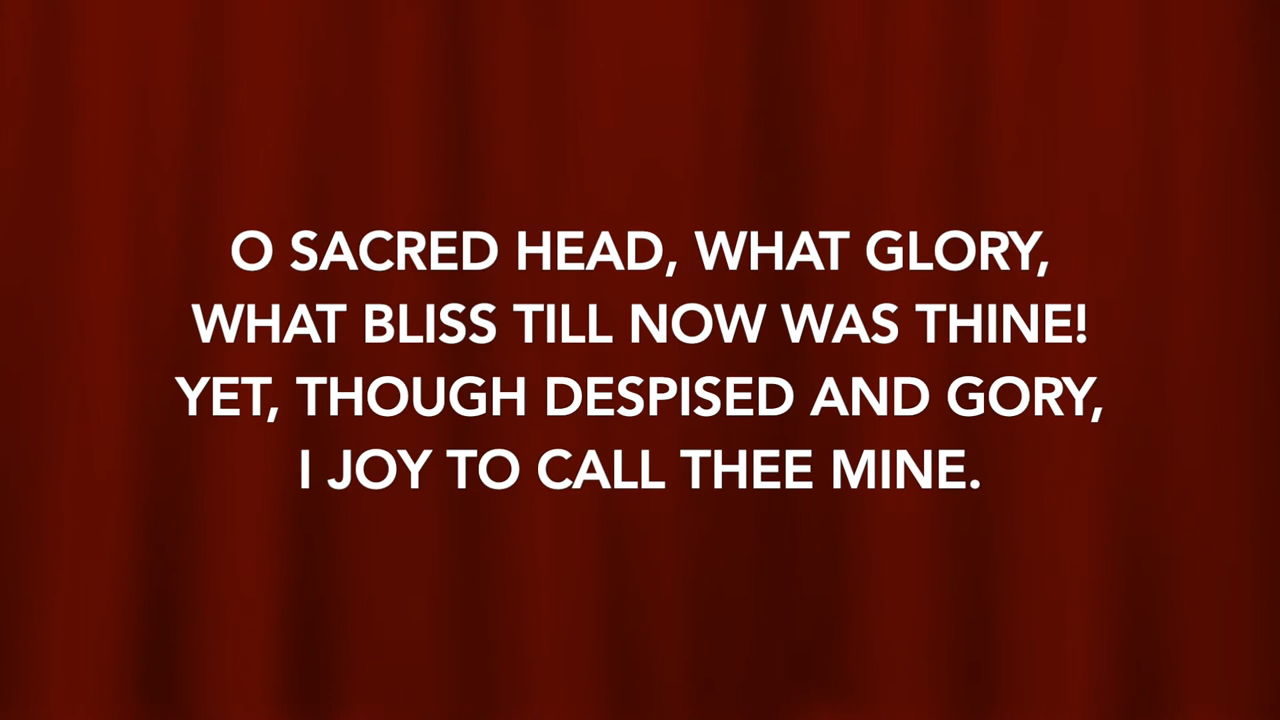 O SACRED HEAD, WHAT GLORY,
WHAT BLISS TILL NOW WAS THINE!
YET, THOUGH DESPISED AND GORY,
I JOY TO CALL THEE MINE.